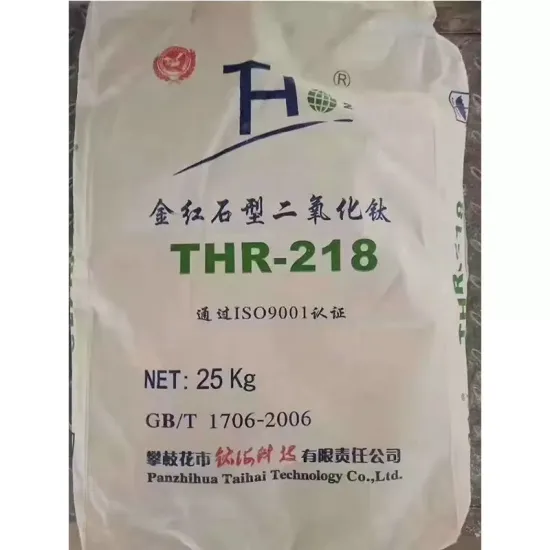 TH ®
N
金红石型二氧化钛
THR-218
通过ISO9001认证
NET: 25 Kg
GB/T 1706-2006
攀枝花市钛海科技有限责任公司
Panzhihua Taihai Technology Co.,Ltd
THR-218